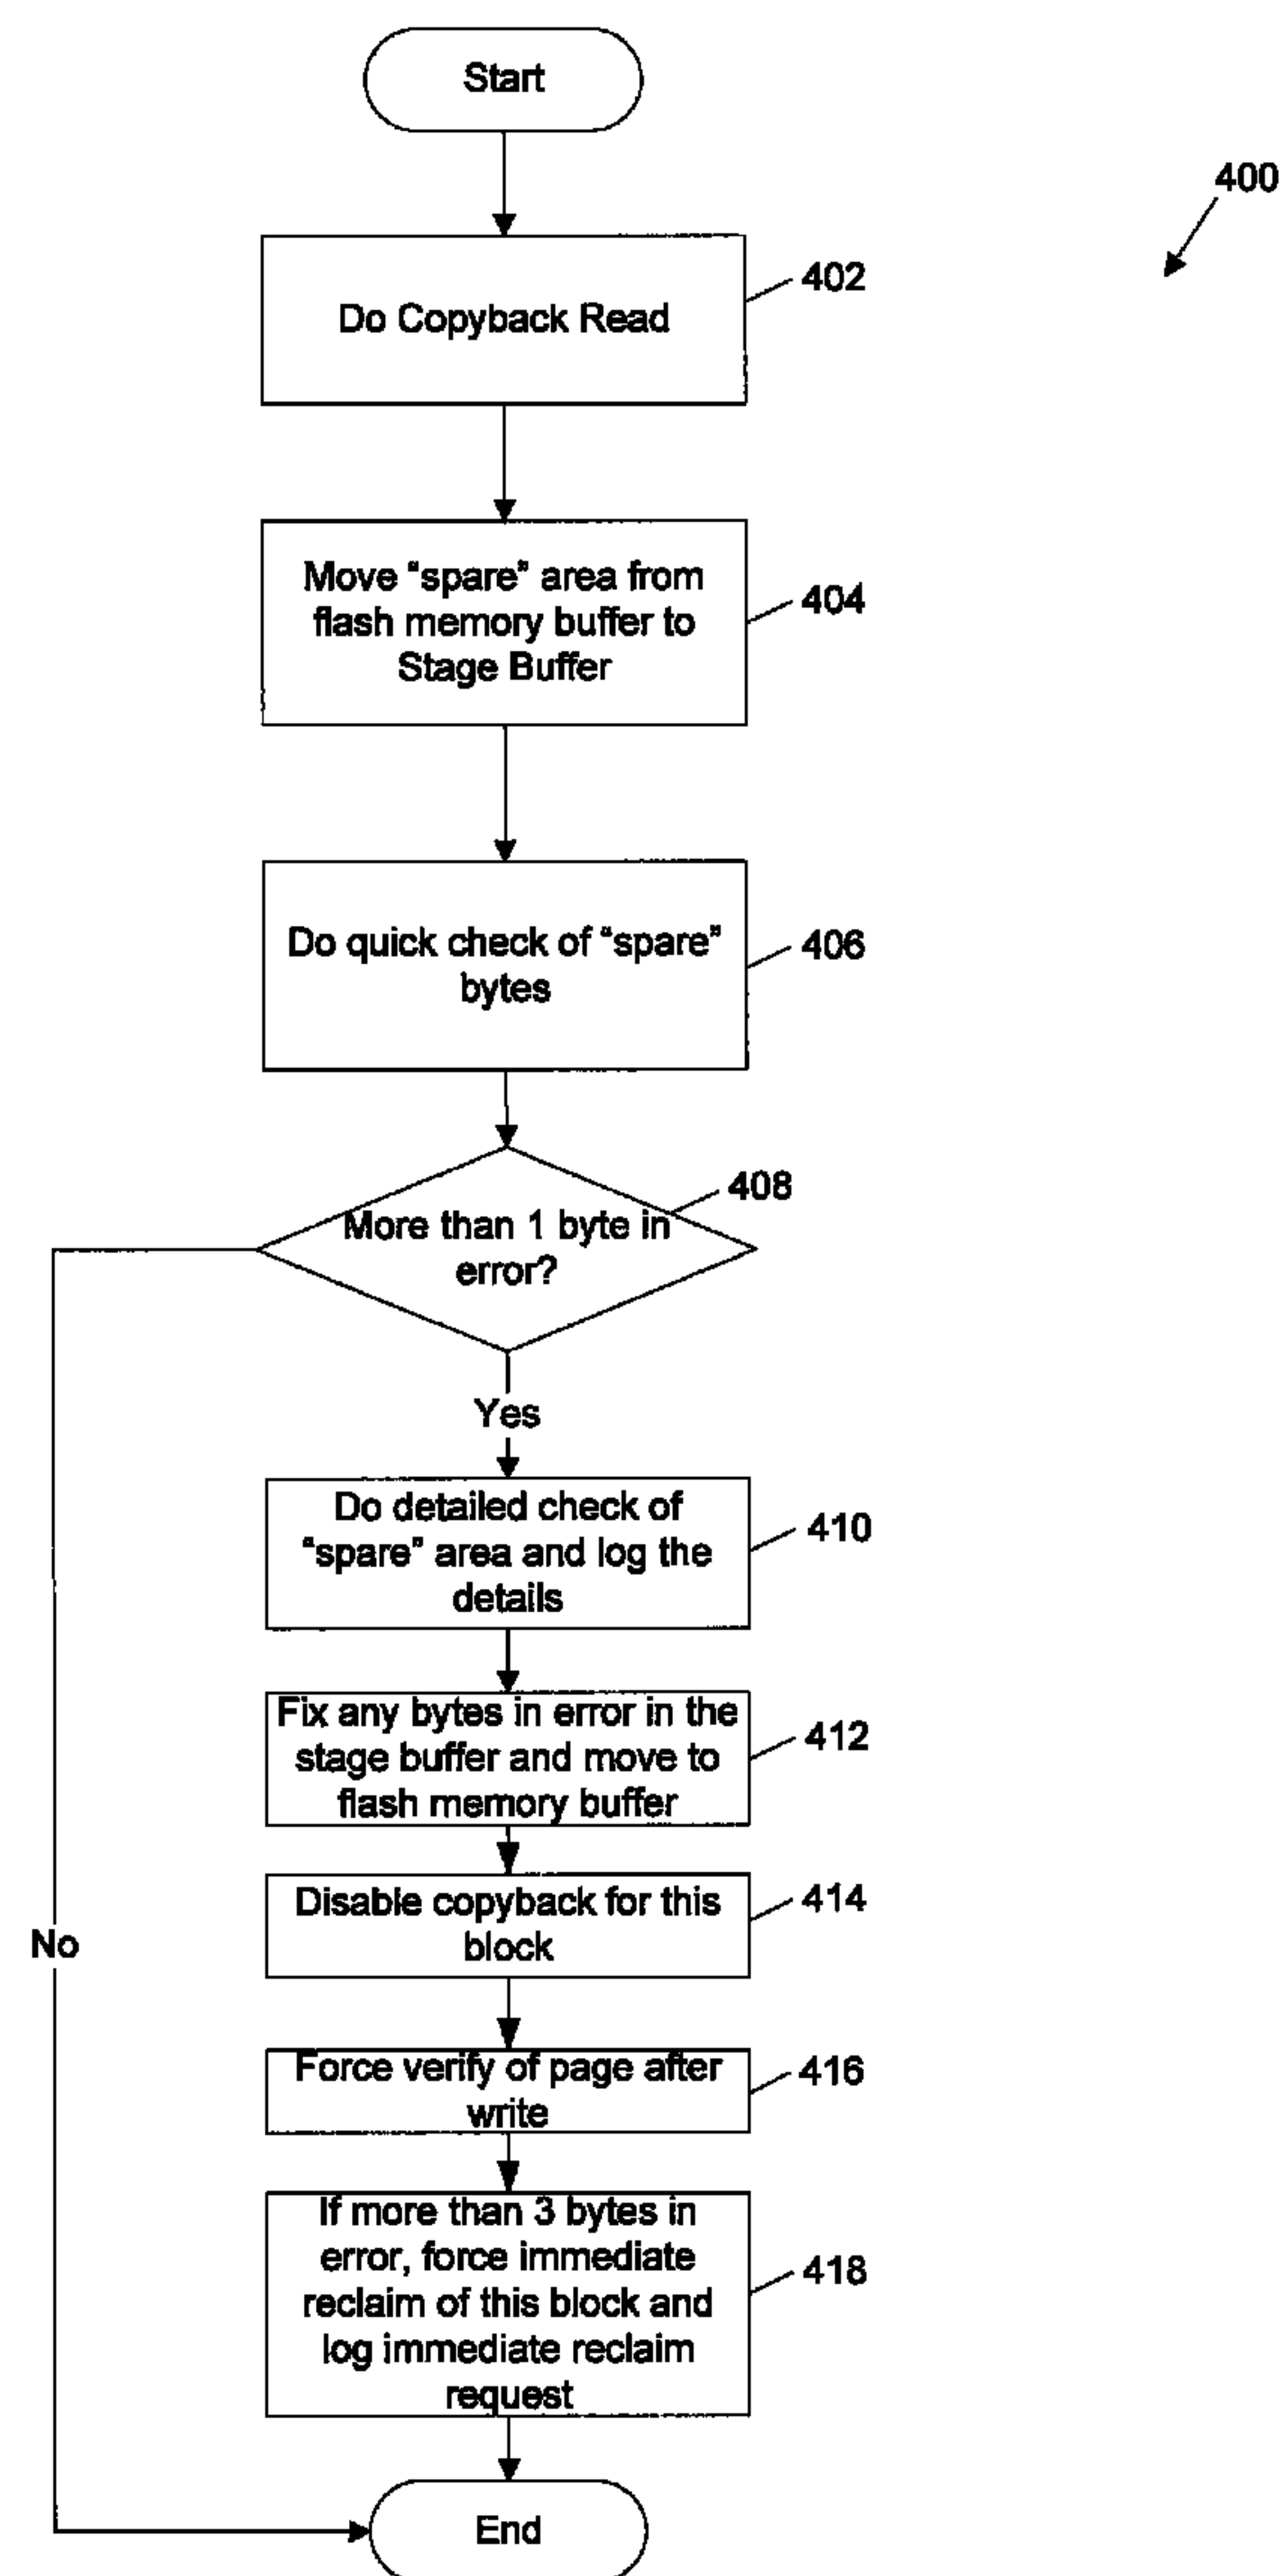 Start
400
402
Do Copyback Read
Move “spare” area from
flash memory buffer to
Stage Buffer
404
Do quick check of “spare”
bytes
406
408
More than 1 byte in
error?
Yes
Do detailed check of
“spare” area and log the
details
410
Fix any bytes in error in the
stage buffer and move to
flash memory buffer
412
Disable copyback for this
block
414
No
Force verify of page after
write
416
If more than 3 bytes in
error, force immediate
reclaim of this block and
log immediate reclaim
request
418
End